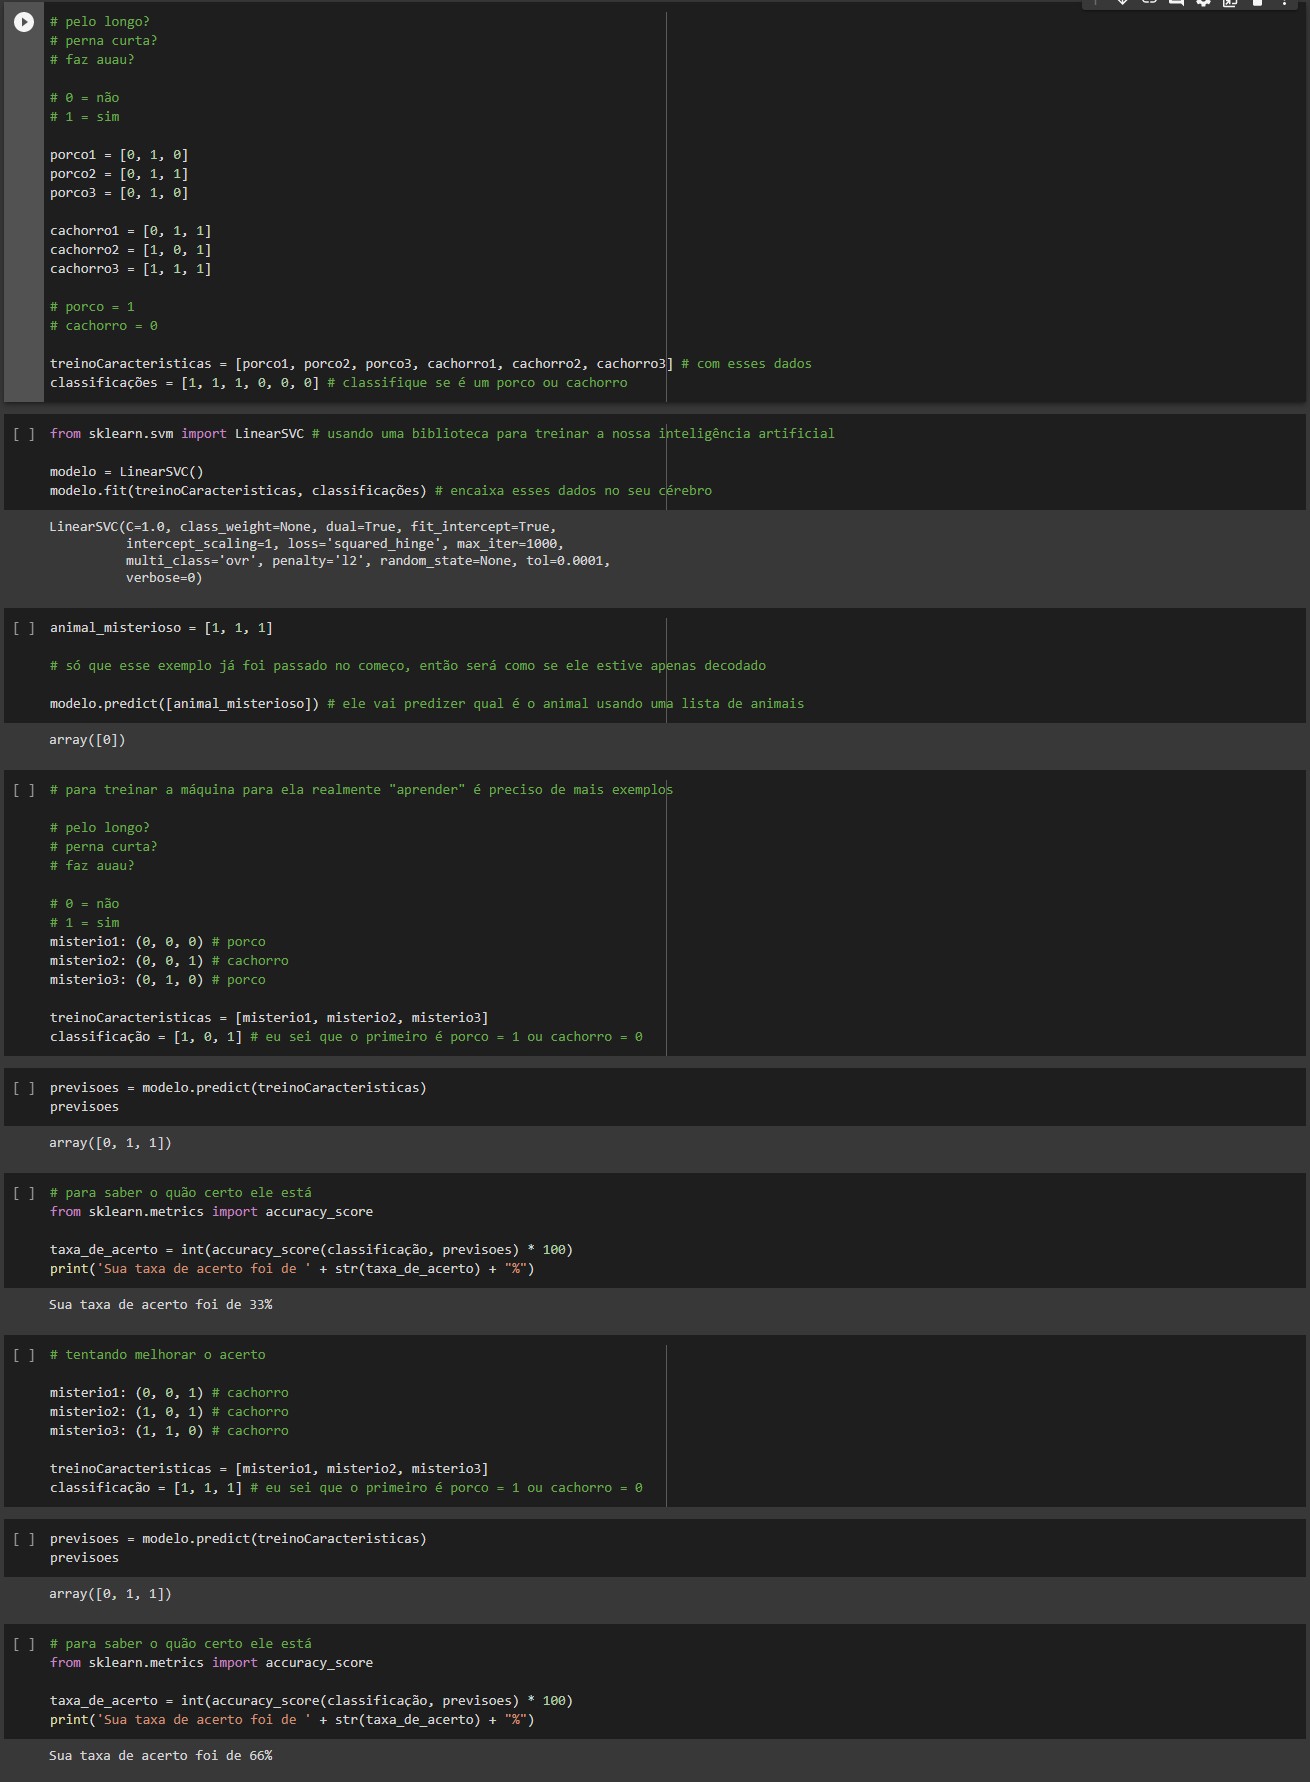 # pelo longo?
# perna curta?
# faz auau?
# 0 = não
# 1 = sim
porco1 = [0, 1, 0]
porco2 = [0, 1, 1]
porco3 = [0, 1, 0]
cachorro1 = [0, 1, 1]
cachorro2 = [1, 0, 1]
cachorro3 = [1, 1, 1]
# porco = 1
# cachorro = 0
treinoCaracteristicas = [porco1, porco2, porco3, cachorro1, cachorro2, cachorro3] # com esses dados
classificações = [1, 1, 1, 0, 0, 0] # classifique se é um porco ou cachorro
[ ] from sklearn.svm import LinearSVC # usando uma biblioteca para treinar a nossa inteligência artificial
modelo = LinearSVC()
modelo.fit(treinoCaracteristicas, classificações) # encaixa esses dados no seu cérebro
LinearSVC(C=1.0, class_weight=None, dual=True, fit_intercept=True,
intercept_scaling=1, loss='squared_hinge', max_iter=1000,
multi_class='ovr', penalty='l2', random_state=None, tol=0.0001,
verbose=0)
[ ] animal_misterioso = [1, 1, 1]
# só que esse exemplo já foi passado no começo, então será como se ele estive apenas decodado
modelo.predict([animal_misterioso]) # ele vai predizer qual é o animal usando uma lista de animais
array([0])
[ ] # para treinar a máquina para ela realmente "aprender" é preciso de mais exemplos
# pelo longo?
# perna curta?
# faz auau?
# 0 = não
# 1 = sim
misterio1: (0, 0, 0) # porco
misterio2: (0, 0, 1) # cachorro
misterio3: (0, 1, 0) # porco
treinoCaracteristicas = [misterio1, misterio2, misterio3]
classificação = [1, 0, 1] # eu sei que o primeiro é porco = 1 ou cachorro = 0
[ ] previsoes = modelo.predict(treinoCaracteristicas)
previsoes
array([0, 1, 1])
[ ] # para saber o quão certo ele está
from sklearn.metrics import accuracy_score
taxa_de_acerto = int(accuracy_score(classificação, previsoes) * 100)
print('Sua taxa de acerto foi de ' + str(taxa_de_acerto) + "%")
Sua taxa de acerto foi de 33%
[ ] # tentando melhorar o acerto
misterio1: (0, 0, 1) # cachorro
misterio2: (1, 0, 1) # cachorro
misterio3: (1, 1, 0) # cachorro
treinoCaracteristicas = [misterio1, misterio2, misterio3]
classificação = [1, 1, 1] # eu sei que o primeiro é porco = 1 ou cachorro = 0
[ ] previsoes = modelo.predict(treinoCaracteristicas)
previsoes
array([0, 1, 1])
[ ] # para saber o quão certo ele está
from sklearn.metrics import accuracy_score
taxa_de_acerto = int(accuracy_score(classificação, previsoes) * 100)
print('Sua taxa de acerto foi de ' + str(taxa_de_acerto) + "%")
Sua taxa de acerto foi de 66%